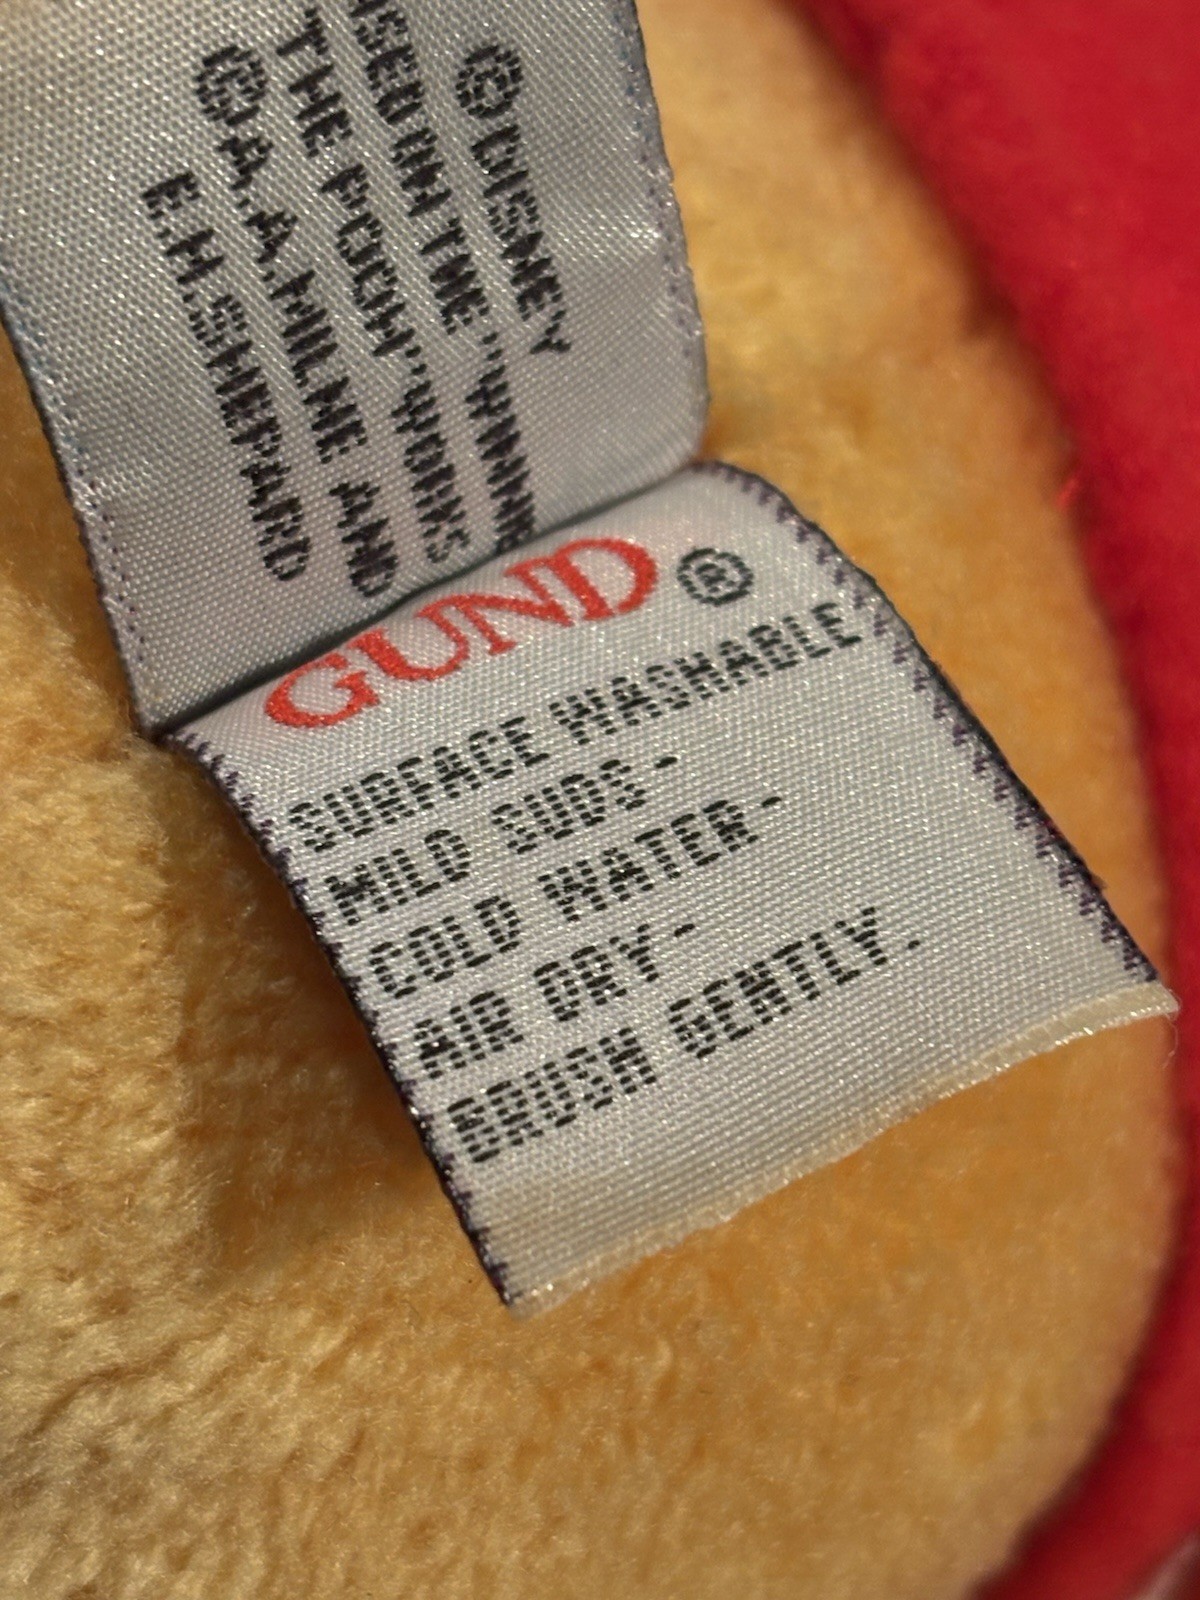 © DISNEY
BASED ON THE "WINNIE
THE POOH" WORKS
© A.A.MILNE AND
E.H.SHEPARD
GUND®
SURFACE WASHABLE
MILD SUDS-
COLD WATER-
AIR DRY-
BRUSH GENTLY.